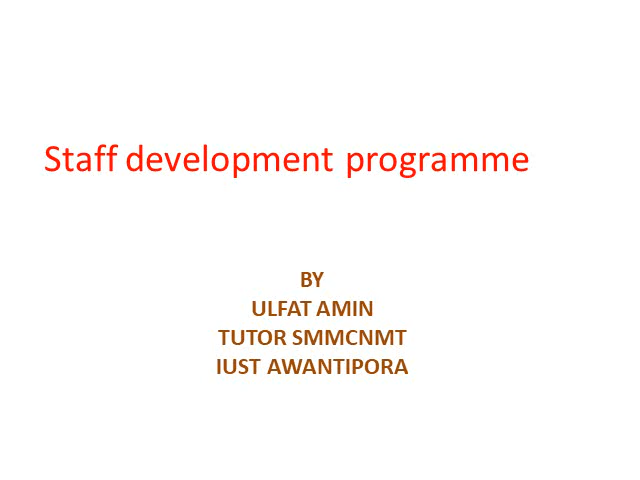 Staff development programme
BY
ULFAT AMIN
TUTOR SMMCNMT
IUST AWANTIPORA